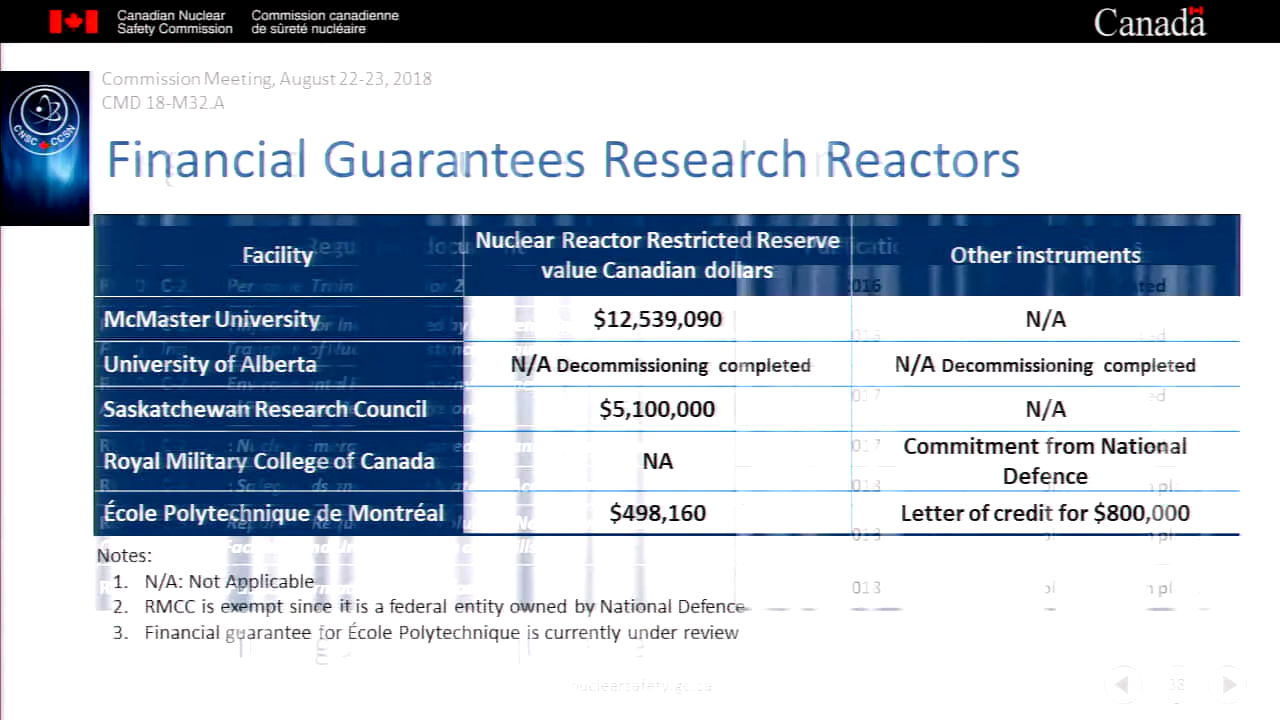 Canadian Nuclear Safety Commission
Commission canadienne de sûreté nucléaire
Canada
Commission Meeting, August 22-23, 2018
CMD 18-M32.A
CNSC CCSN
Financial Guarantees Research Reactors
Facility
Nuclear Reactor Restricted Reserve value Canadian dollars
Other instruments
McMaster University $12,539,090 N/A
University of Alberta N/A Decommissioning completed N/A Decommissioning completed
Saskatchewan Research Council $5,100,000 N/A
Royal Military College of Canada NA Commitment from National Defence
École Polytechnique de Montréal $498,160 Letter of credit for $800,000
Notes:
1. N/A: Not Applicable
2. RMCC is exempt since it is a federal entity owned by National Defence
3. Financial guarantee for École Polytechnique is currently under review
nuclearsafety.gc.ca